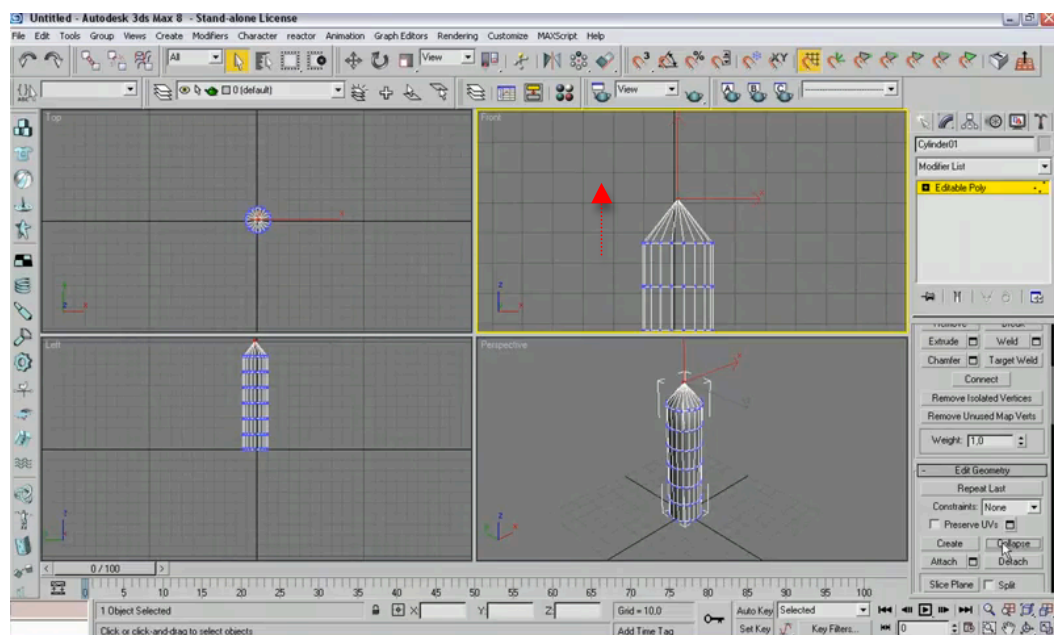 Untitled - Autodesk 3ds Max 8 - Stand-alone License
File Edit Tools Group Views Create Modifiers Character reactor Animation Graph Editors Rendering Customize MAXScript Help
All View
ABC 0 (default) View A B C
Top Front
Cylinder01
Modifier List
Editable Poly
Left Perspective
Remove Break
Extrude Weld
Chamfer Target Weld
Connect
Remove Isolated Vertices
Remove Unused Map Verts
Weight: 1,0
- Edit Geometry
Repeat Last
Constraints: None
Preserve UVs
Create Collapse
Attach Detach
Slice Plane Split
< 0 / 100 >
0 5 10 15 20 25 30 35 40 45 50 55 60 65 70 75 80 85 90 95 100
1 Object Selected X: Y: Z: Grid = 10,0 Auto Key Selected
Click or click-and-drag to select objects Add Time Tag Set Key Key Filters... 0